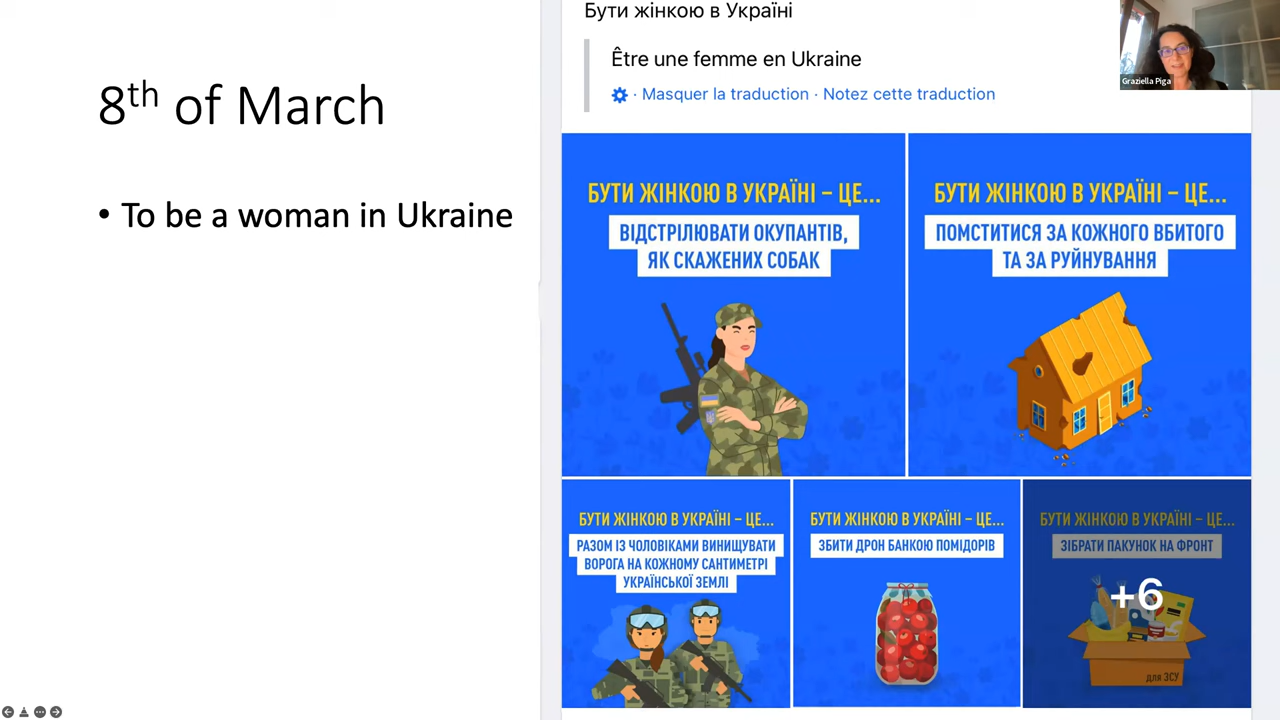 8th of March
• To be a woman in Ukraine
Бути жінкою в Україні
Être une femme en Ukraine
· Masquer la traduction · Notez cette traduction
Graziella Piga
БУТИ ЖІНКОЮ В УКРАЇНІ – ЦЕ...
ВІДСТРІЛЮВАТИ ОКУПАНТІВ,
ЯК СКАЖЕНИХ СОБАК
БУТИ ЖІНКОЮ В УКРАЇНІ – ЦЕ...
ПОМСТИТИСЯ ЗА КОЖНОГО ВБИТОГО
ТА ЗА РУЙНУВАННЯ
БУТИ ЖІНКОЮ В УКРАЇНІ – ЦЕ...
РАЗОМ ІЗ ЧОЛОВІКАМИ ВИНИЩУВАТИ
ВОРОГА НА КОЖНОМУ САНТИМЕТРІ
УКРАЇНСЬКОЇ ЗЕМЛІ
БУТИ ЖІНКОЮ В УКРАЇНІ – ЦЕ...
ЗБИТИ ДРОН БАНКОЮ ПОМІДОРІВ
БУТИ ЖІНКОЮ В УКРАЇНІ – ЦЕ...
ЗІБРАТИ ПАКУНОК НА ФРОНТ
+6
для ЗСУ